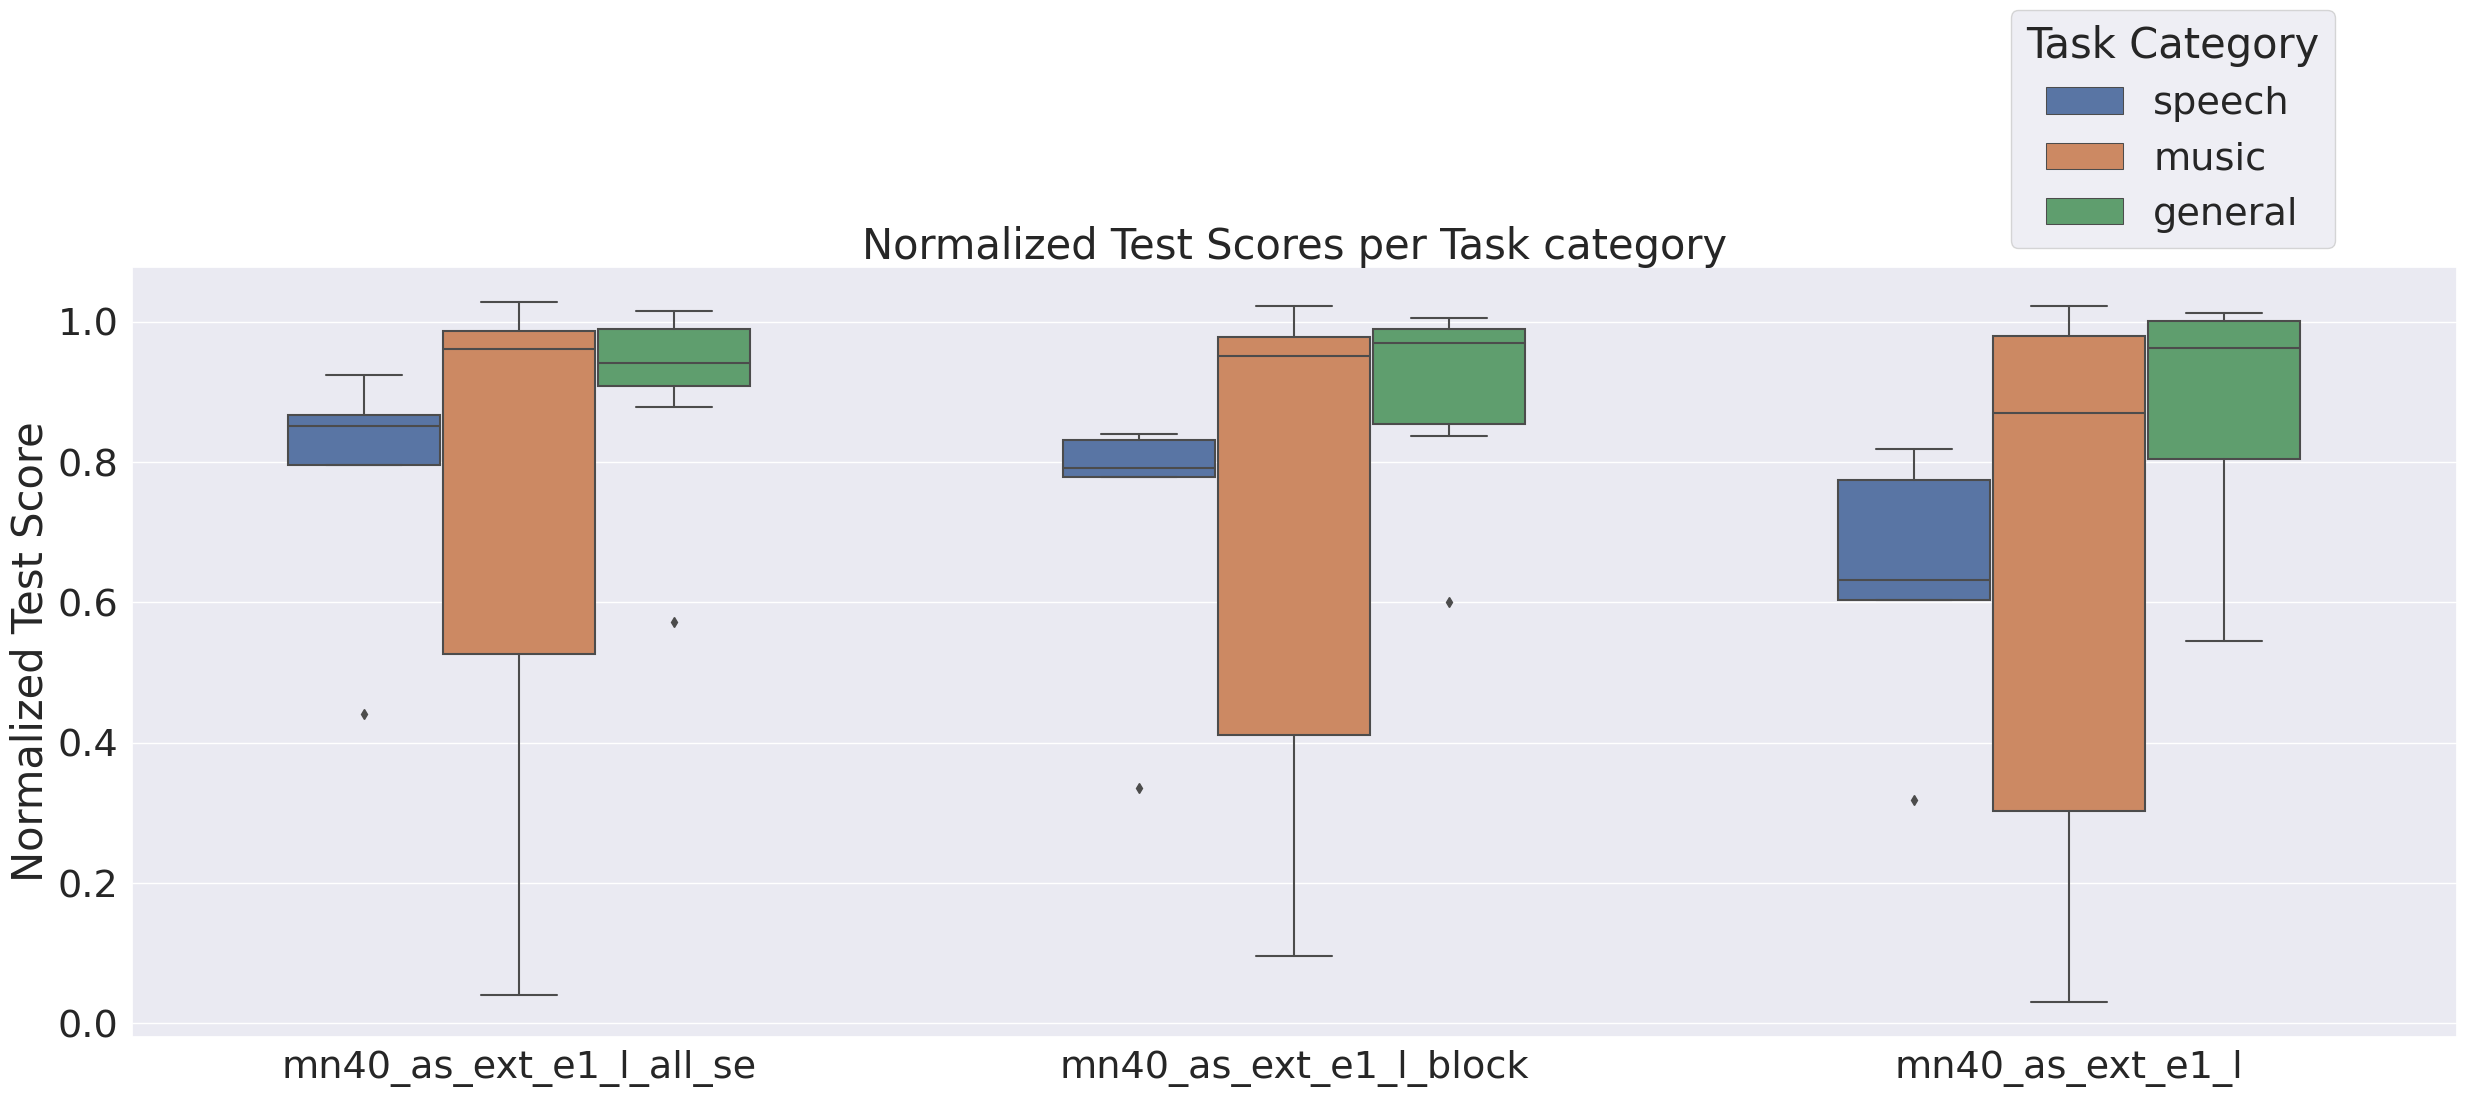 Task Category
speech
music
general
Normalized Test Scores per Task category
Normalized Test Score
1.0
0.8
0.6
0.4
0.2
0.0
mn40_as_ext_e1_l_all_se
mn40_as_ext_e1_l_block
mn40_as_ext_e1_l